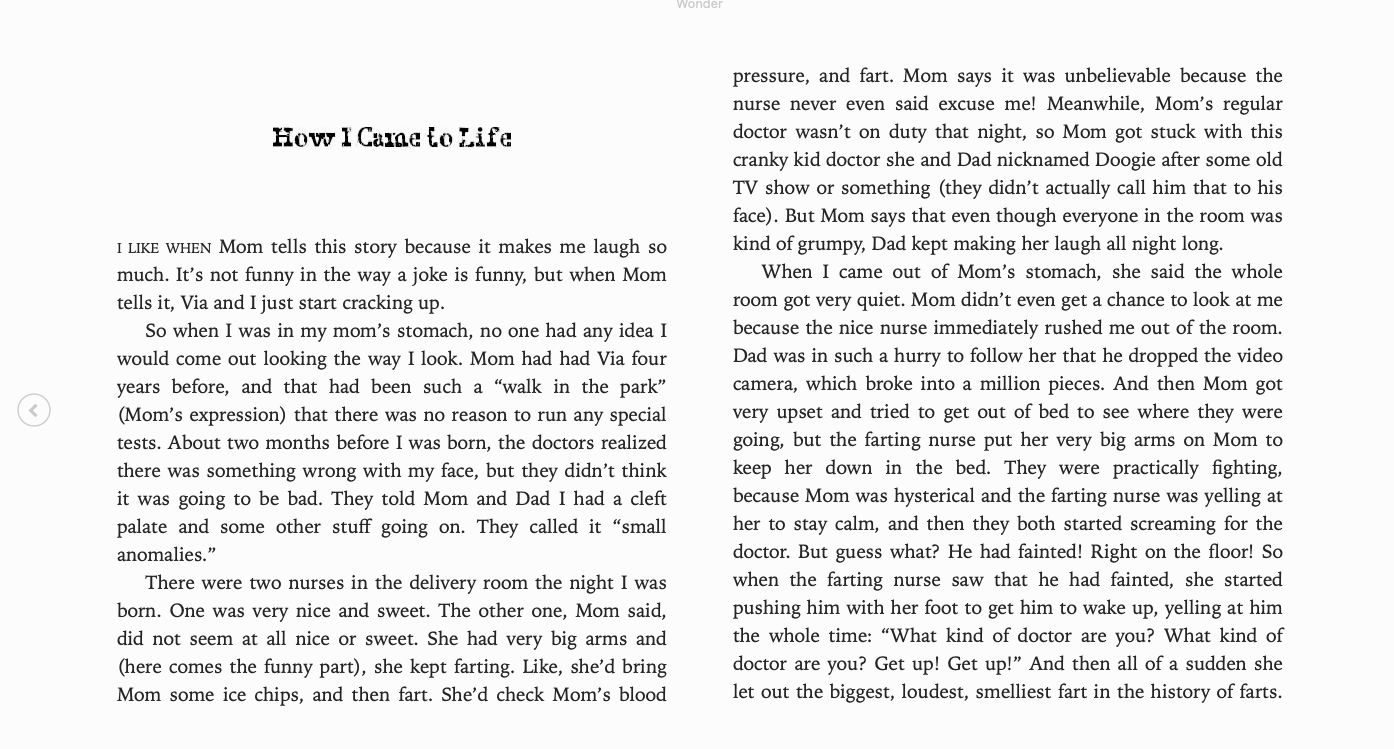 Wonder
How I Came to Life
I LIKE WHEN Mom tells this story because it makes me laugh so
much. It’s not funny in the way a joke is funny, but when Mom
tells it, Via and I just start cracking up.
So when I was in my mom’s stomach, no one had any idea I
would come out looking the way I look. Mom had had Via four
years before, and that had been such a “walk in the park”
(Mom’s expression) that there was no reason to run any special
tests. About two months before I was born, the doctors realized
there was something wrong with my face, but they didn’t think
it was going to be bad. They told Mom and Dad I had a cleft
palate and some other stuff going on. They called it “small
anomalies.”
There were two nurses in the delivery room the night I was
born. One was very nice and sweet. The other one, Mom said,
did not seem at all nice or sweet. She had very big arms and
(here comes the funny part), she kept farting. Like, she’d bring
Mom some ice chips, and then fart. She’d check Mom’s blood
pressure, and fart. Mom says it was unbelievable because the
nurse never even said excuse me! Meanwhile, Mom’s regular
doctor wasn’t on duty that night, so Mom got stuck with this
cranky kid doctor she and Dad nicknamed Doogie after some old
TV show or something (they didn’t actually call him that to his
face). But Mom says that even though everyone in the room was
kind of grumpy, Dad kept making her laugh all night long.
When I came out of Mom’s stomach, she said the whole
room got very quiet. Mom didn’t even get a chance to look at me
because the nice nurse immediately rushed me out of the room.
Dad was in such a hurry to follow her that he dropped the video
camera, which broke into a million pieces. And then Mom got
very upset and tried to get out of bed to see where they were
going, but the farting nurse put her very big arms on Mom to
keep her down in the bed. They were practically fighting,
because Mom was hysterical and the farting nurse was yelling at
her to stay calm, and then they both started screaming for the
doctor. But guess what? He had fainted! Right on the floor! So
when the farting nurse saw that he had fainted, she started
pushing him with her foot to get him to wake up, yelling at him
the whole time: “What kind of doctor are you? What kind of
doctor are you? Get up! Get up!” And then all of a sudden she
let out the biggest, loudest, smelliest fart in the history of farts.